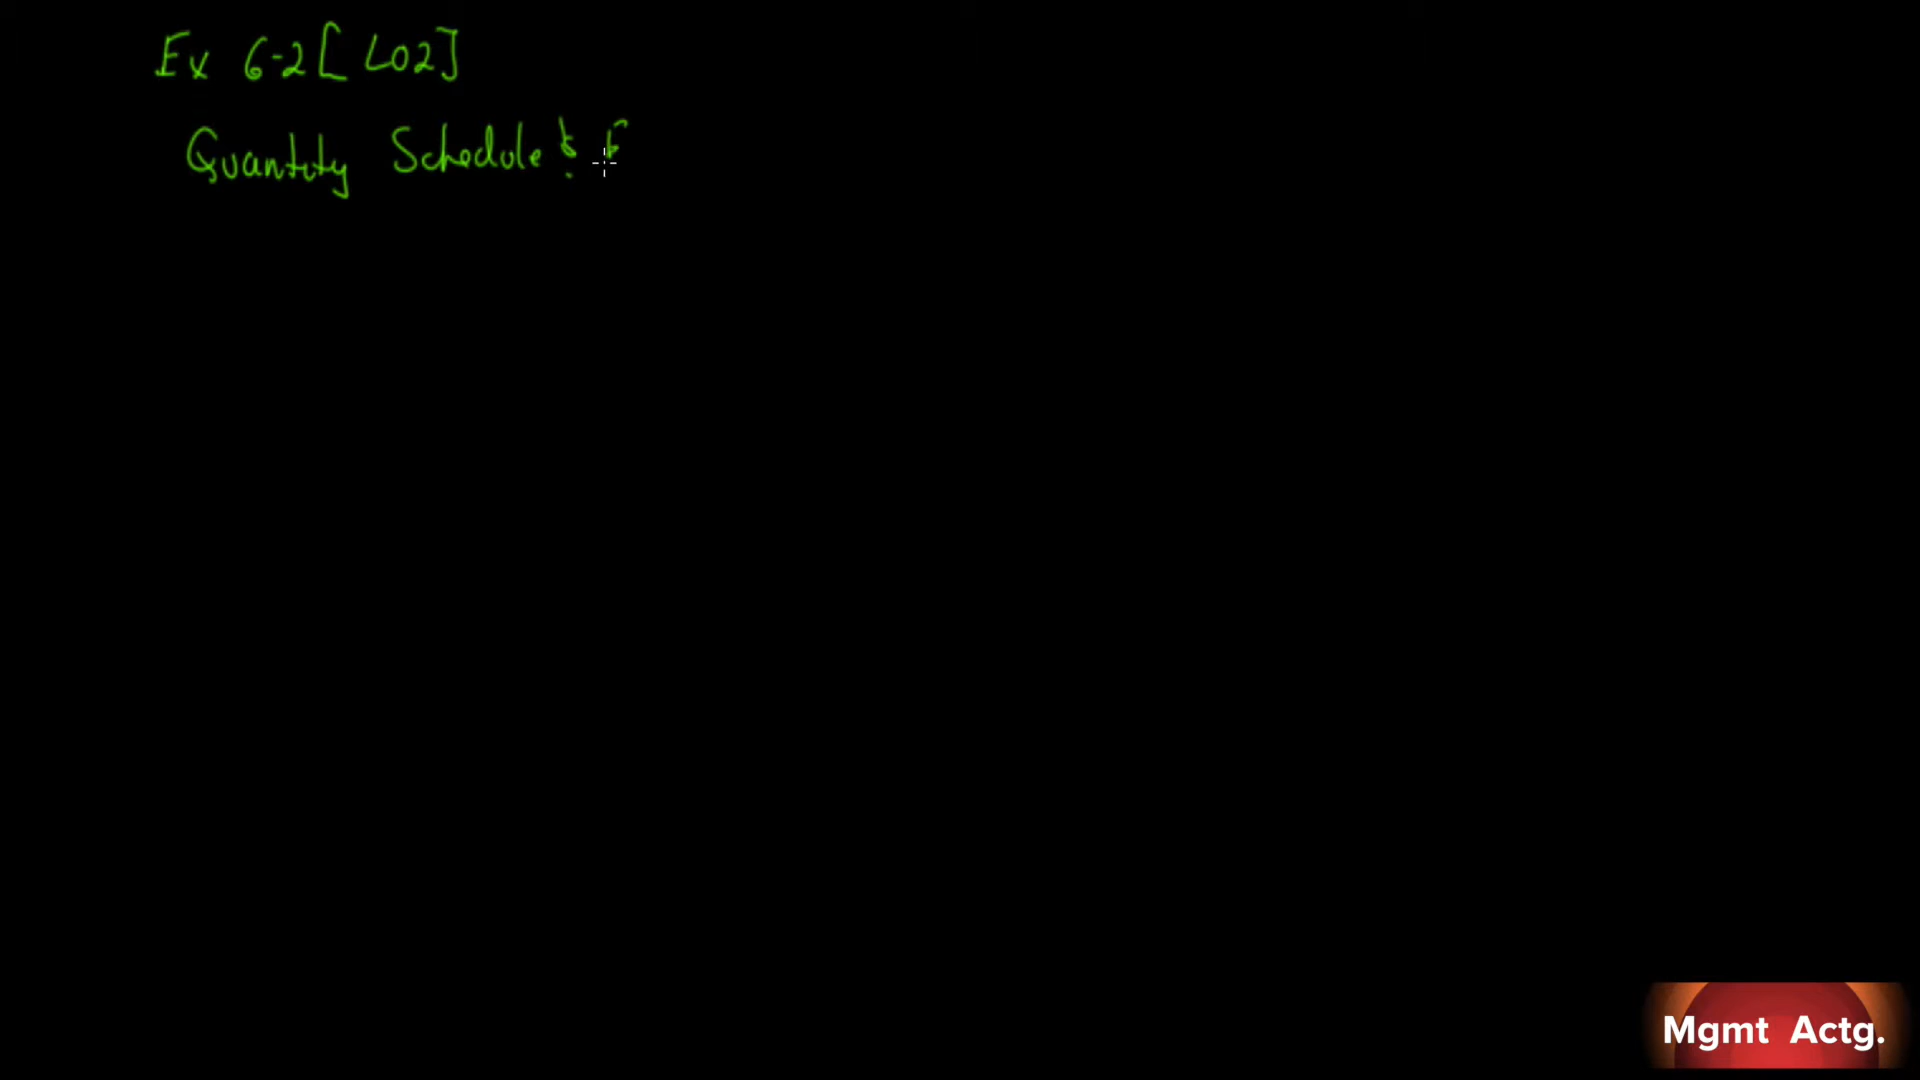 Ex 6-2 [LO2]
Quantity Schedule & E
Mgmt Actg.